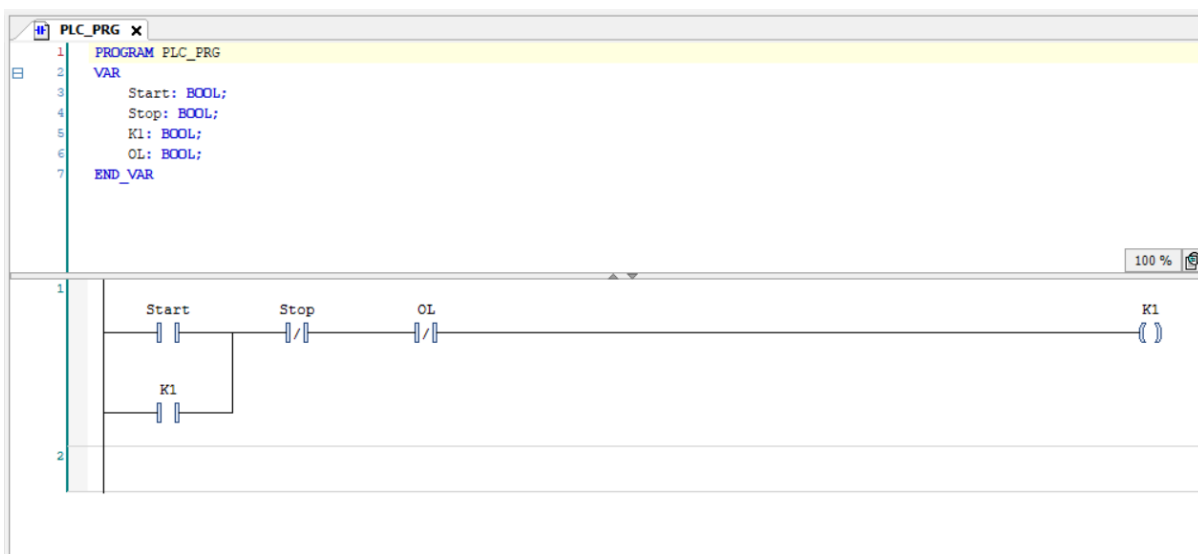 PLC_PRG
1 PROGRAM PLC_PRG
2 VAR
3 Start: BOOL;
4 Stop: BOOL;
5 K1: BOOL;
6 OL: BOOL;
7 END_VAR
100 %
1
Start Stop OL K1
K1
2